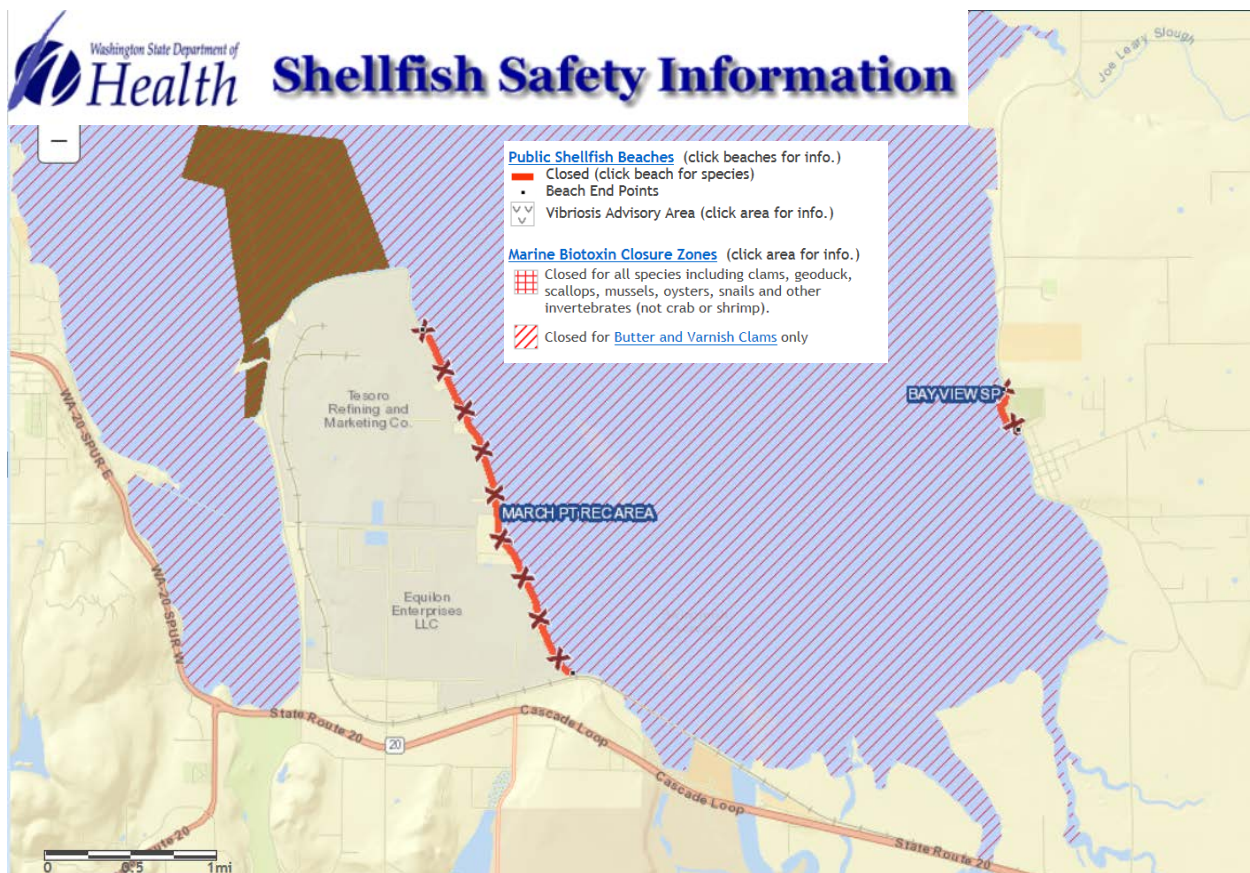 Washington State Department of
Health
Shellfish Safety Information
Joe Leary Slough
−
Public Shellfish Beaches (click beaches for info.)
Closed (click beach for species)
Beach End Points
Vibriosis Advisory Area (click area for info.)
Marine Biotoxin Closure Zones (click area for info.)
Closed for all species including clams, geoduck,
scallops, mussels, oysters, snails and other
invertebrates (not crab or shrimp).
Closed for Butter and Varnish Clams only
Tesoro
Refining and
Marketing Co.
BAY VIEW SP
WA-20 SPUR E
MARCH PT REC AREA
WA-20 SPUR W
Equilon
Enterprises
LLC
State Route 20
20
Cascade Loop
Cascade Loop
State Route 20
Route 20
0 0.5 1mi